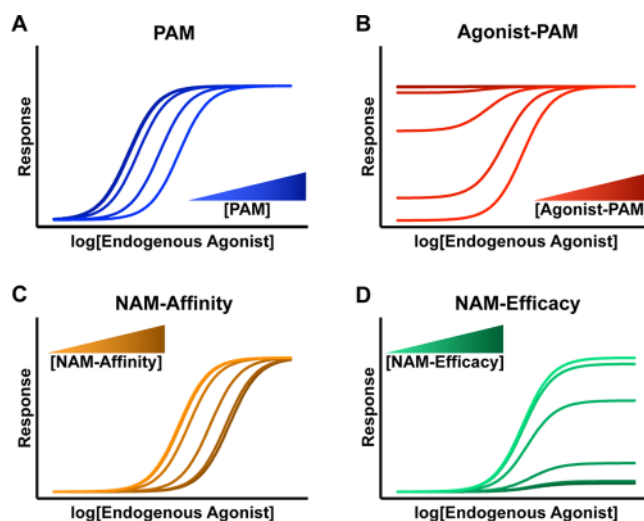 A
PAM
Response
[PAM]
log[Endogenous Agonist]
B
Agonist-PAM
Response
[Agonist-PAM]
log[Endogenous Agonist]
C
NAM-Affinity
[NAM-Affinity]
Response
log[Endogenous Agonist]
D
NAM-Efficacy
[NAM-Efficacy]
Response
log[Endogenous Agonist]